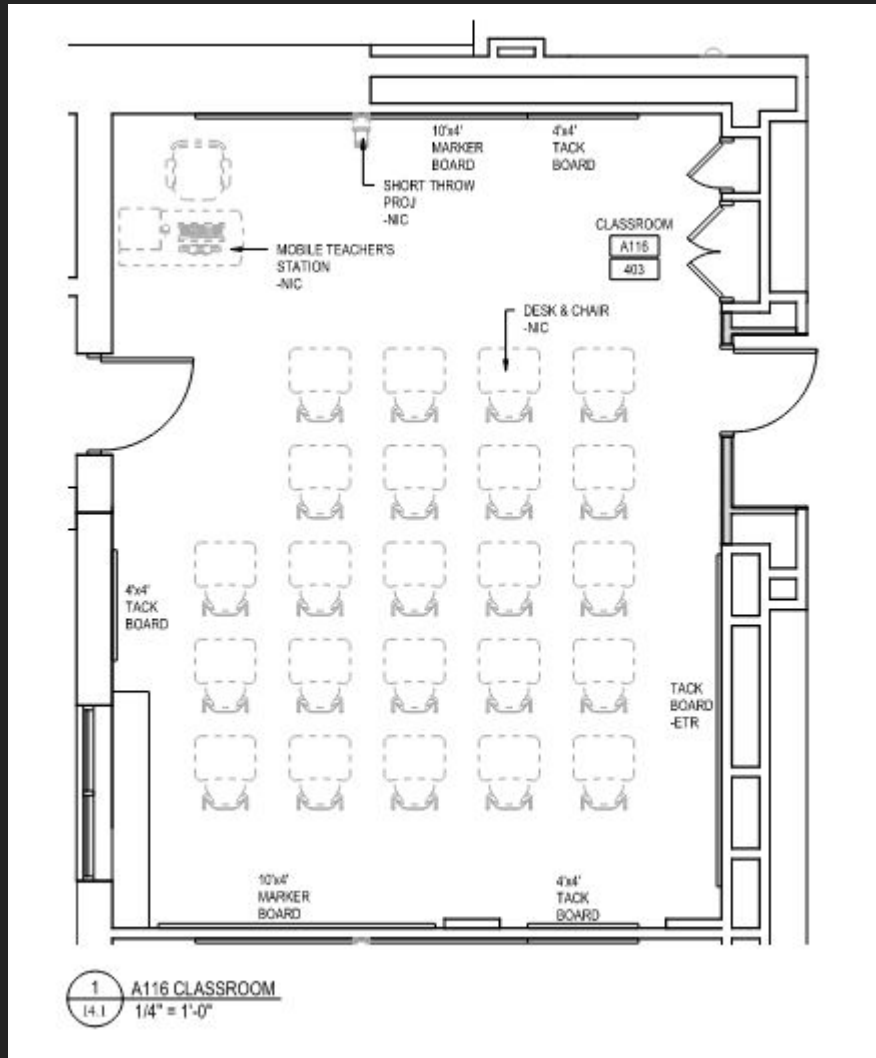 10'x4'
MARKER
BOARD
4'x4'
TACK
BOARD
SHORT THROW
PROJ
-NIC
CLASSROOM
A116
403
MOBILE TEACHER'S
STATION
-NIC
DESK & CHAIR
-NIC
4'x4'
TACK
BOARD
TACK
BOARD
-ETR
10'x4'
MARKER
BOARD
4'x4'
TACK
BOARD
1
I4.1
A116 CLASSROOM
1/4" = 1'-0"